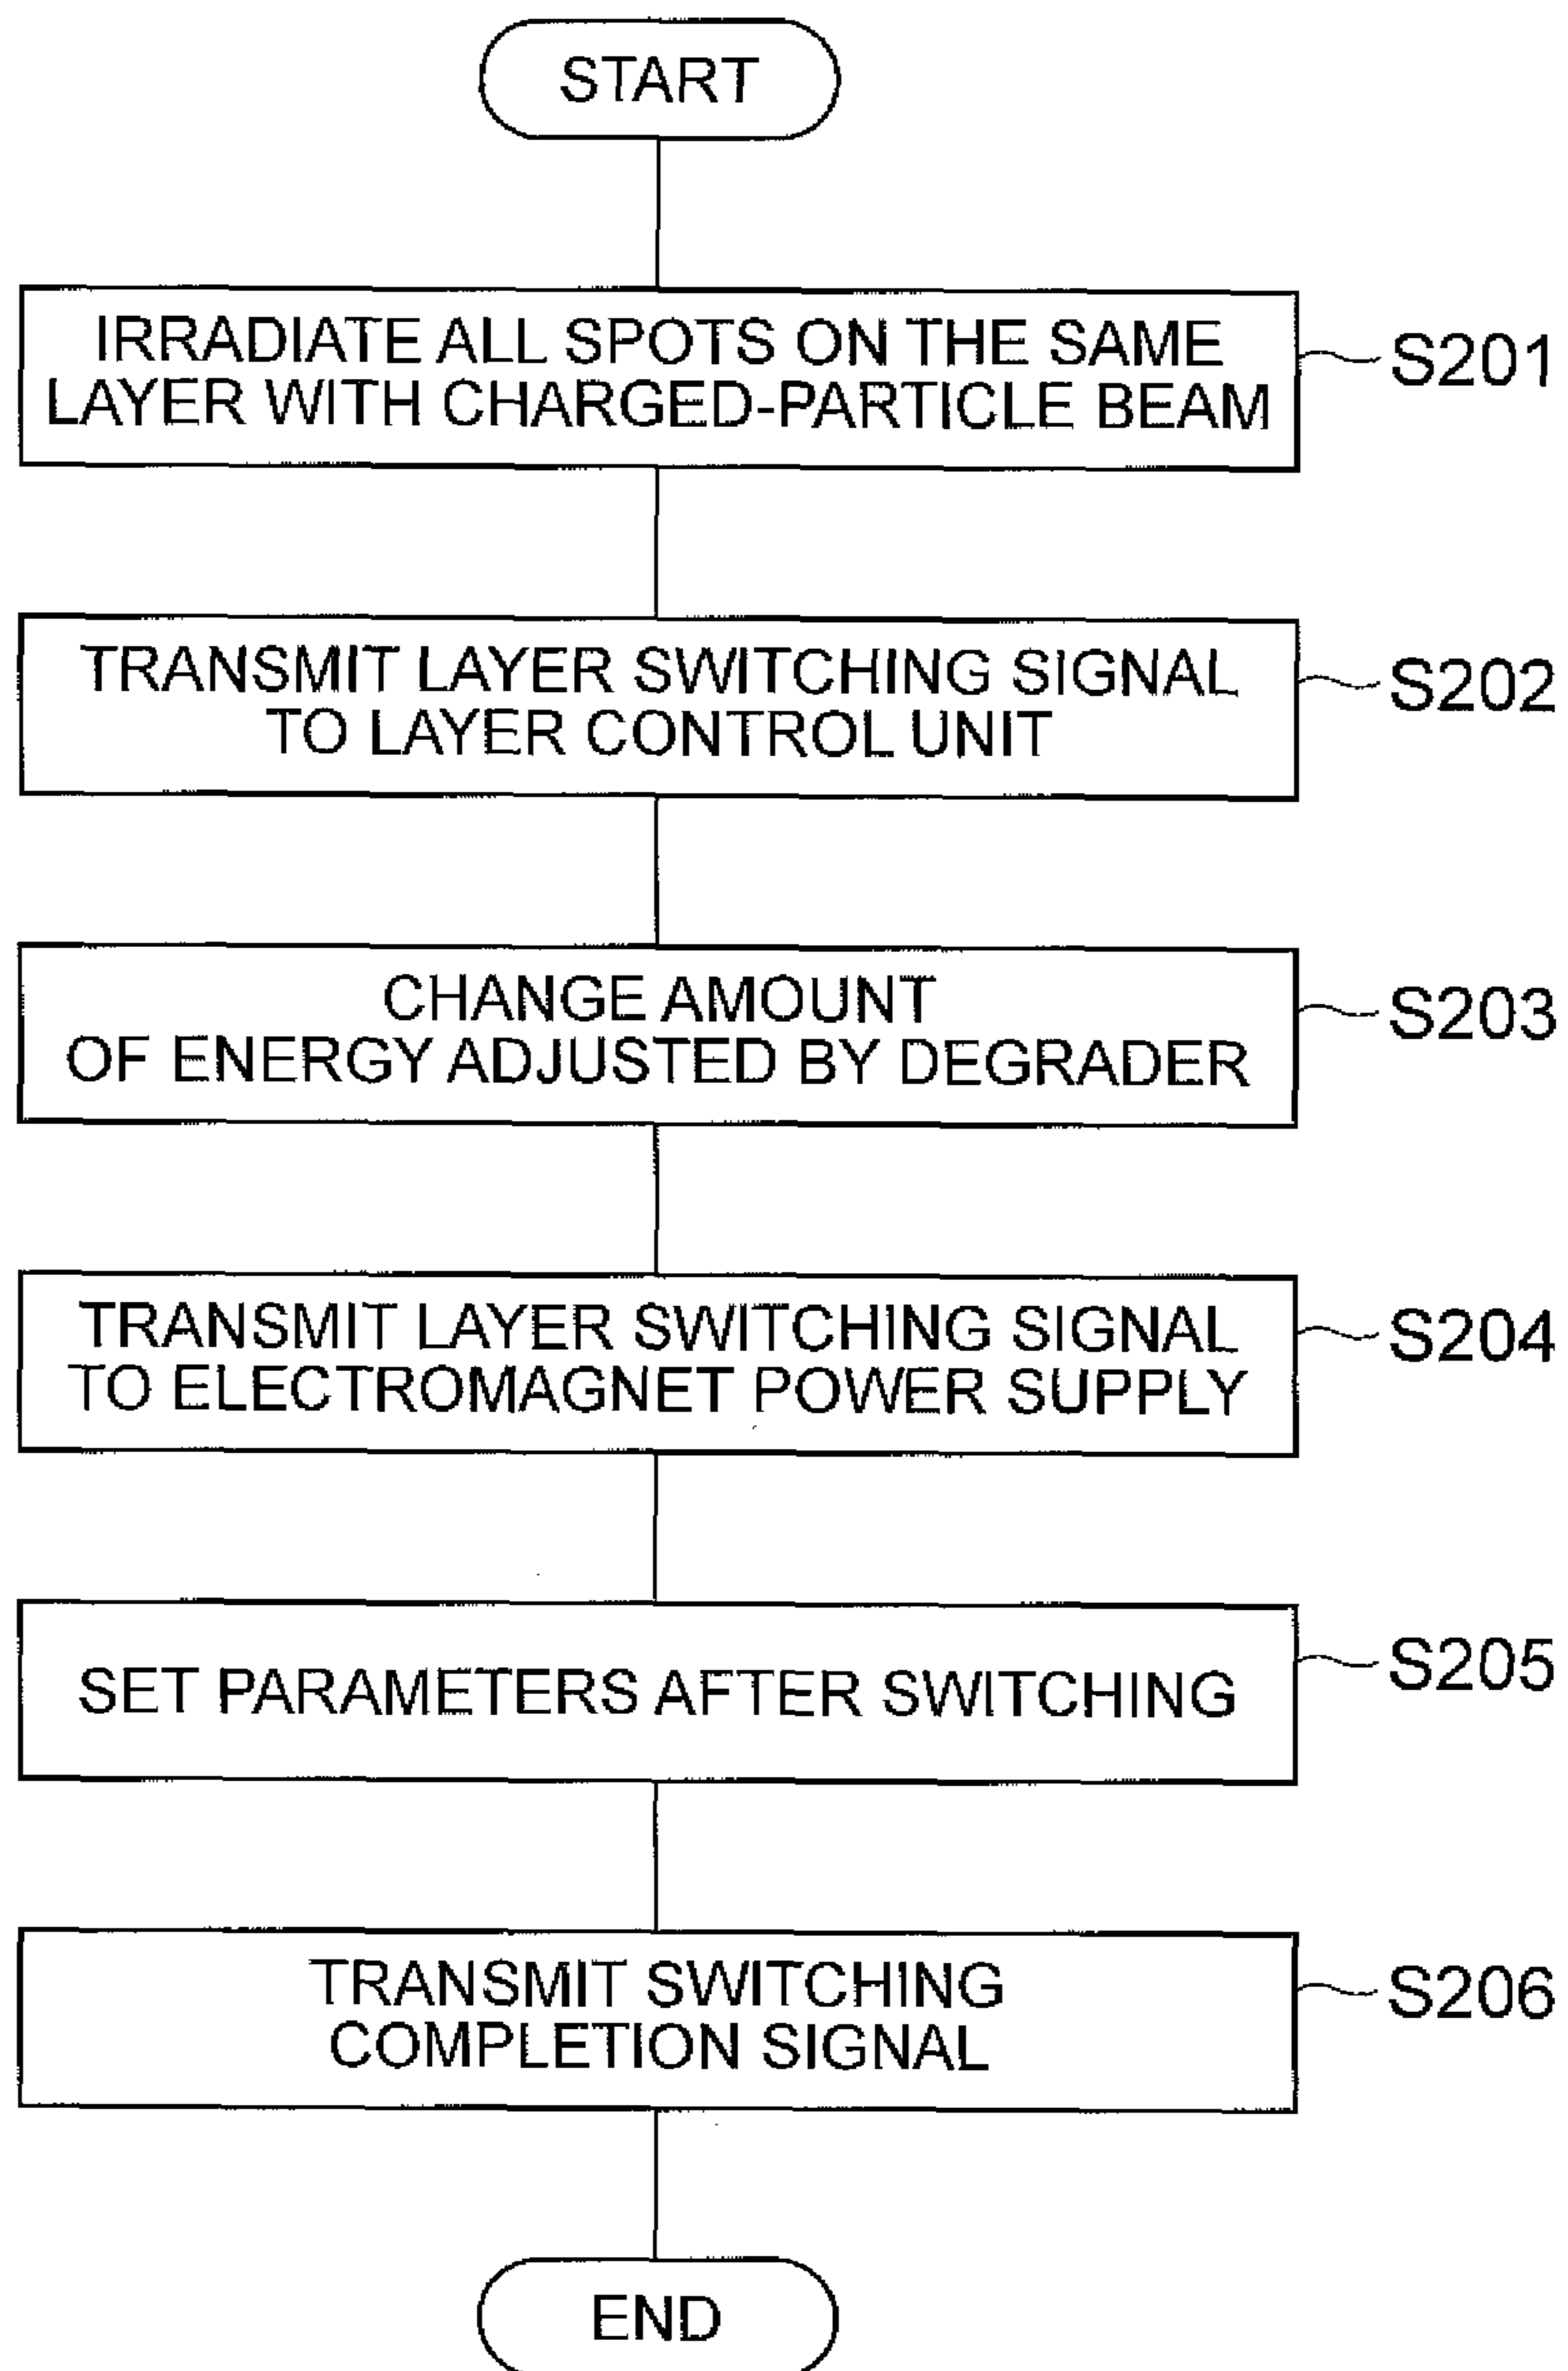 START
IRRADIATE ALL SPOTS ON THE SAME
LAYER WITH CHARGED-PARTICLE BEAM
S201
TRANSMIT LAYER SWITCHING SIGNAL
TO LAYER CONTROL UNIT
S202
CHANGE AMOUNT
OF ENERGY ADJUSTED BY DEGRADER
S203
TRANSMIT LAYER SWITCHING SIGNAL
TO ELECTROMAGNET POWER SUPPLY
S204
SET PARAMETERS AFTER SWITCHING
S205
TRANSMIT SWITCHING
COMPLETION SIGNAL
S206
END